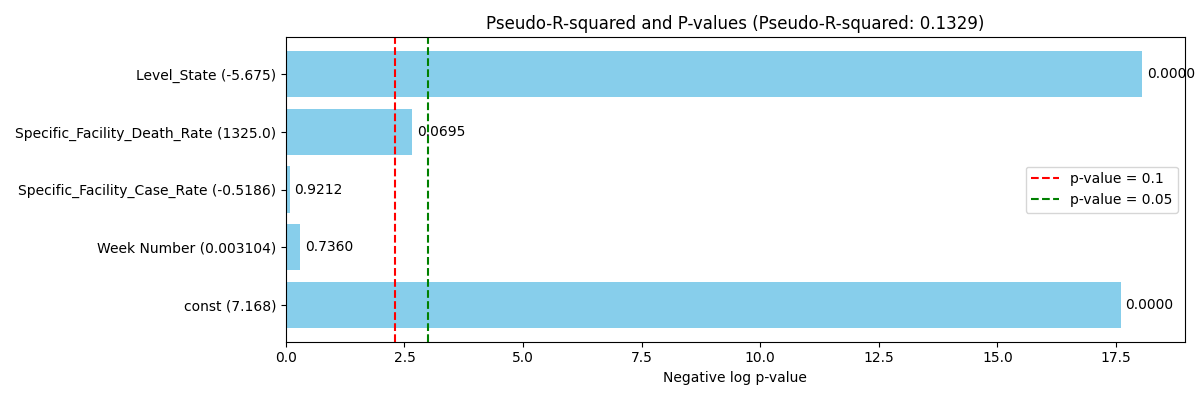 Pseudo-R-squared and P-values (Pseudo-R-squared: 0.1329)
Level_State (-5.675)
0.0000
Specific_Facility_Death_Rate (1325.0)
0.0695
Specific_Facility_Case_Rate (-0.5186)
0.9212
p-value = 0.1
p-value = 0.05
Week Number (0.003104)
0.7360
const (7.168)
0.0000
0.0 2.5 5.0 7.5 10.0 12.5 15.0 17.5
Negative log p-value